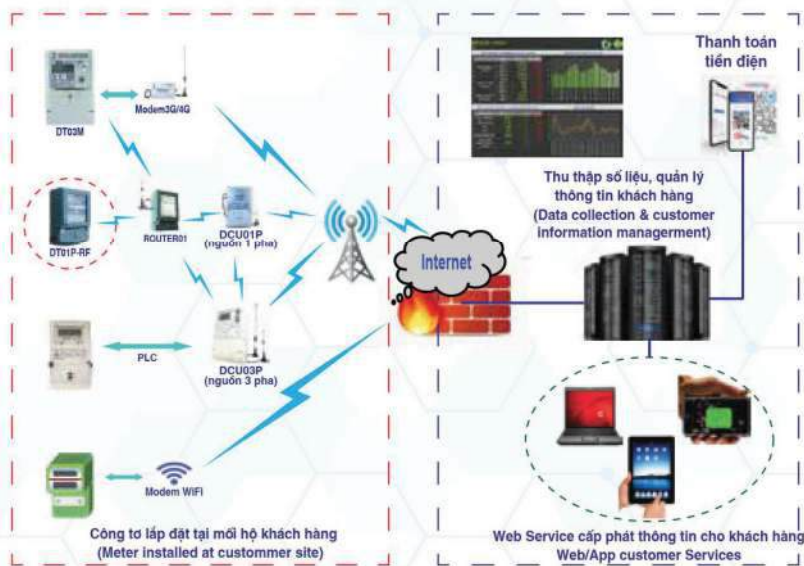 Thanh toán
tiền điện
DT03M
Modem3G/4G
Thu thập số liệu, quản lý
thông tin khách hàng
(Data collection & customer
information management)
DT01P-RF
ROUTER01
DCU01P
(nguồn 1 pha)
Internet
PLC
DCU03P
(nguồn 3 pha)
Modem WIFI
Công tơ lắp đặt tại mỗi hộ khách hàng
(Meter installed at custommer site)
Web Service cấp phát thông tin cho khách hàng
Web/App customer Services